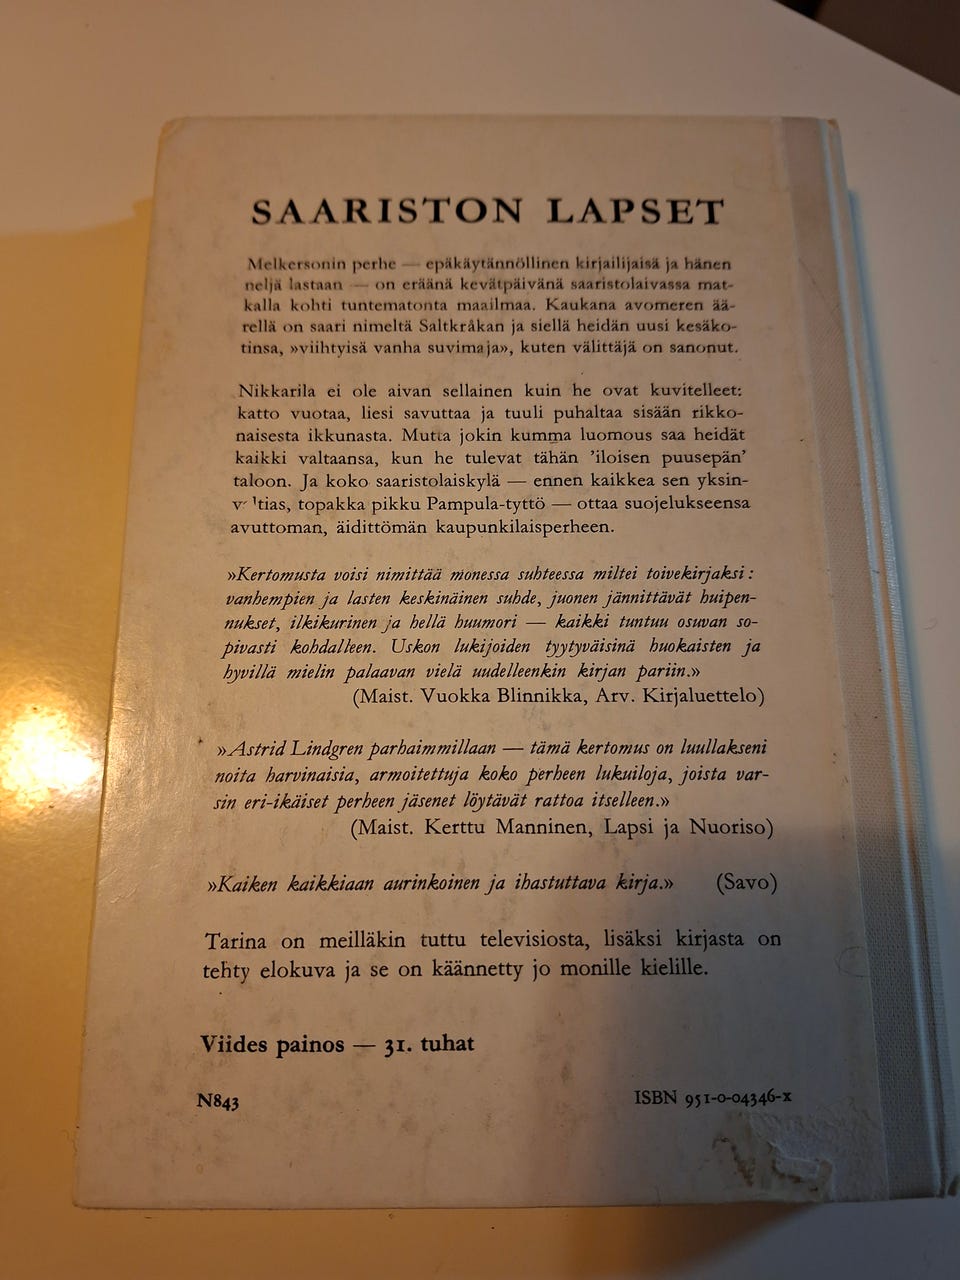 SAARISTON LAPSET
Melkersonin perhe — epäkäytännöllinen kirjailijaisä ja hänen
neljä lastaan — on eräänä kevätpäivänä saaristolaivassa mat-
kalla kohti tuntematonta maailmaa. Kaukana avomeren ää-
rellä on saari nimeltä Saltkråkan ja siellä heidän uusi kesäko-
tinsa, »viihtyisä vanha suvimaja», kuten välittäjä on sanonut.
Nikkarila ei ole aivan sellainen kuin he ovat kuvitelleet:
katto vuotaa, liesi savuttaa ja tuuli puhaltaa sisään rikko-
naisesta ikkunasta. Mutta jokin kumma luomous saa heidät
kaikki valtaansa, kun he tulevat tähän ’iloisen puusepän’
taloon. Ja koko saaristolaiskylä — ennen kaikkea sen yksin-
tias, topakka pikku Pampula-tyttö — ottaa suojelukseensa
avuttoman, äidittömän kaupunkilaisperheen.
»Kertomusta voisi nimittää monessa suhteessa miltei toivekirjaksi:
vanhempien ja lasten keskinäinen suhde, juonen jännittävät huipen-
nukset, ilkikurinen ja hellä huumori — kaikki tuntuu osuvan so-
pivasti kohdalleen. Uskon lukijoiden tyytyväisinä huokaisten ja
hyvillä mielin palaavan vielä uudelleenkin kirjan pariin.»
(Maist. Vuokka Blinnikka, Arv. Kirjaluettelo)
»Astrid Lindgren parhaimmillaan — tämä kertomus on luullakseni
noita harvinaisia, armoitettuja koko perheen lukuiloja, joista var-
sin eri-ikäiset perheen jäsenet löytävät rattoa itselleen.»
(Maist. Kerttu Manninen, Lapsi ja Nuoriso)
»Kaiken kaikkiaan aurinkoinen ja ihastuttava kirja.» (Savo)
Tarina on meilläkin tuttu televisiosta, lisäksi kirjasta on
tehty elokuva ja se on käännetty jo monille kielille.
Viides painos — 31. tuhat
N843 ISBN 951-0-04346-x